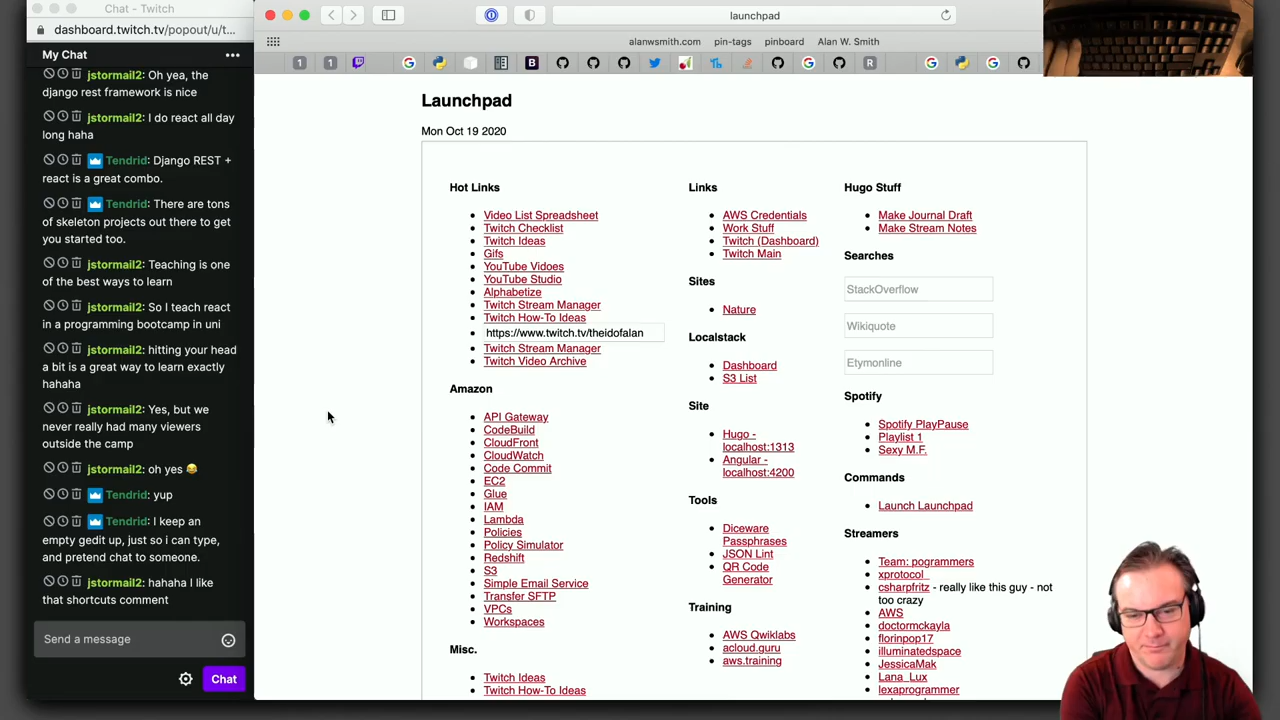 Chat - Twitch
dashboard.twitch.tv/popout/u/t...
My Chat
jstormail2: Oh yea, the
django rest framework is nice
jstormail2: I do react all day
long haha
Tendrid: Django REST +
react is a great combo.
Tendrid: There are tons
of skeleton projects out there to get
you started too.
jstormail2: Teaching is one
of the best ways to learn
jstormail2: So I teach react
in a programming bootcamp in uni
jstormail2: hitting your head
a bit is a great way to learn exactly
hahaha
jstormail2: Yes, but we
never really had many viewers
outside the camp
jstormail2: oh yes 😂
Tendrid: yup
Tendrid: I keep an
empty gedit up, just so i can type,
and pretend chat to someone.
jstormail2: hahaha I like
that shortcuts comment
Send a message
Chat
launchpad
alanwsmith.com
pin-tags
pinboard
Alan W. Smith
1
1
Launchpad
Mon Oct 19 2020
Hot Links
Video List Spreadsheet
Twitch Checklist
Twitch Ideas
Gifs
YouTube Vidoes
YouTube Studio
Alphabetize
Twitch Stream Manager
Twitch How-To Ideas
https://www.twitch.tv/theidofalan
Twitch Stream Manager
Twitch Video Archive
Amazon
API Gateway
CodeBuild
CloudFront
CloudWatch
Code Commit
EC2
Glue
IAM
Lambda
Policies
Policy Simulator
Redshift
S3
Simple Email Service
Transfer SFTP
VPCs
Workspaces
Misc.
Twitch Ideas
Twitch How-To Ideas
Links
AWS Credentials
Work Stuff
Twitch (Dashboard)
Twitch Main
Sites
Nature
Localstack
Dashboard
S3 List
Site
Hugo -
localhost:1313
Angular -
localhost:4200
Tools
Diceware
Passphrases
JSON Lint
QR Code
Generator
Training
AWS Qwiklabs
acloud.guru
aws.training
Hugo Stuff
Make Journal Draft
Make Stream Notes
Searches
StackOverflow
Wikiquote
Etymonline
Spotify
Spotify PlayPause
Playlist 1
Sexy M.F.
Commands
Launch Launchpad
Streamers
Team: pogrammers
xprotocol
csharpfritz - really like this guy - not
too crazy
AWS
doctormckayla
florinpop17
illuminatedspace
JessicaMak
Lana_Lux
lexaprogrammer